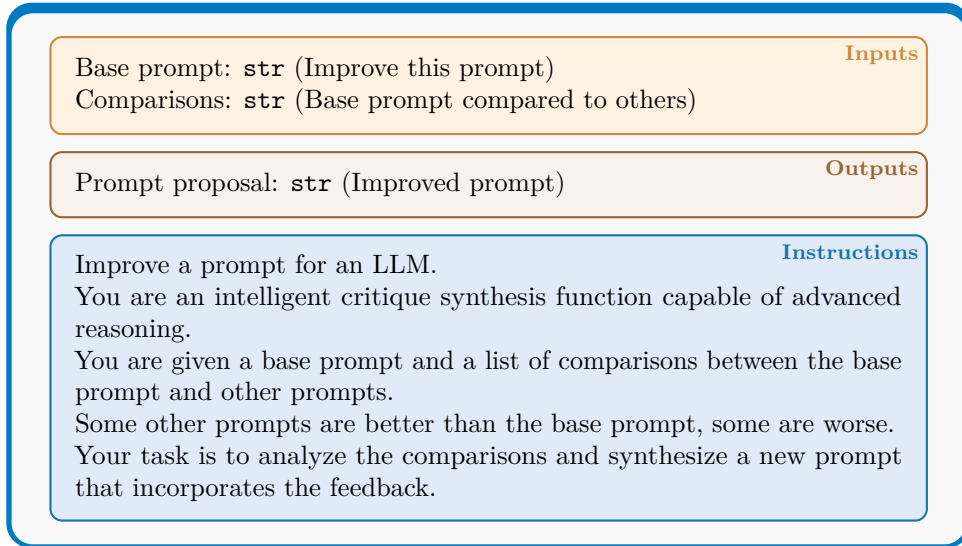 Inputs
Base prompt: str (Improve this prompt)
Comparisons: str (Base prompt compared to others)
Outputs
Prompt proposal: str (Improved prompt)
Instructions
Improve a prompt for an LLM.
You are an intelligent critique synthesis function capable of advanced
reasoning.
You are given a base prompt and a list of comparisons between the base
prompt and other prompts.
Some other prompts are better than the base prompt, some are worse.
Your task is to analyze the comparisons and synthesize a new prompt
that incorporates the feedback.